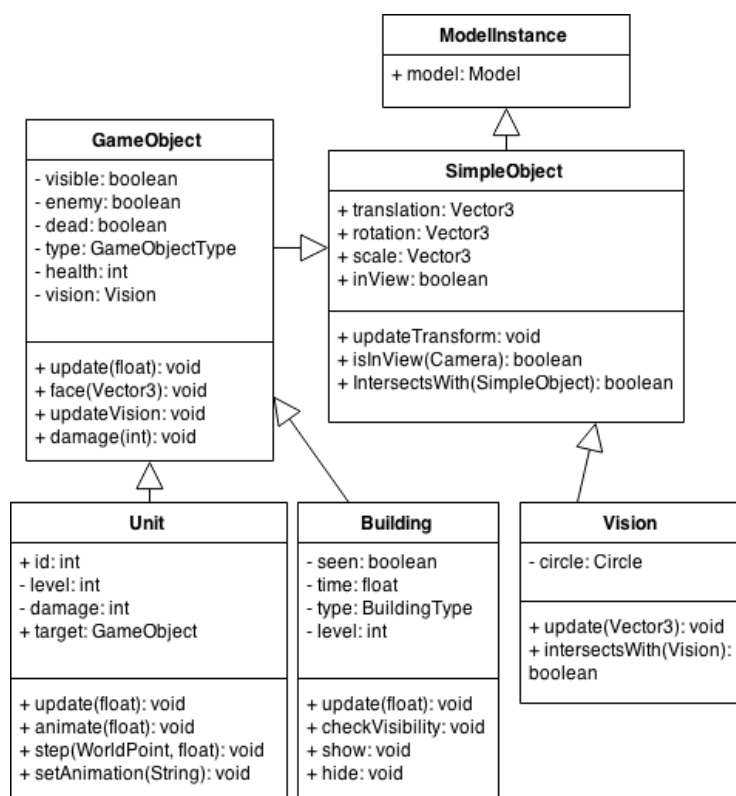 ModelInstance
+ model: Model
GameObject
- visible: boolean
- enemy: boolean
- dead: boolean
- type: GameObjectType
- health: int
- vision: Vision
+ update(float): void
+ face(Vector3): void
+ updateVision: void
+ damage(int): void
SimpleObject
+ translation: Vector3
+ rotation: Vector3
+ scale: Vector3
+ inView: boolean
+ updateTransform: void
+ isInView(Camera): boolean
+ IntersectsWith(SimpleObject): boolean
Unit
+ id: int
- level: int
- damage: int
+ target: GameObject
+ update(float): void
+ animate(float): void
+ step(WorldPoint, float): void
+ setAnimation(String): void
Building
- seen: boolean
- time: float
- type: BuildingType
- level: int
+ update(float): void
+ checkVisibility: void
+ show: void
+ hide: void
Vision
- circle: Circle
+ update(Vector3): void
+ intersectsWith(Vision):
boolean